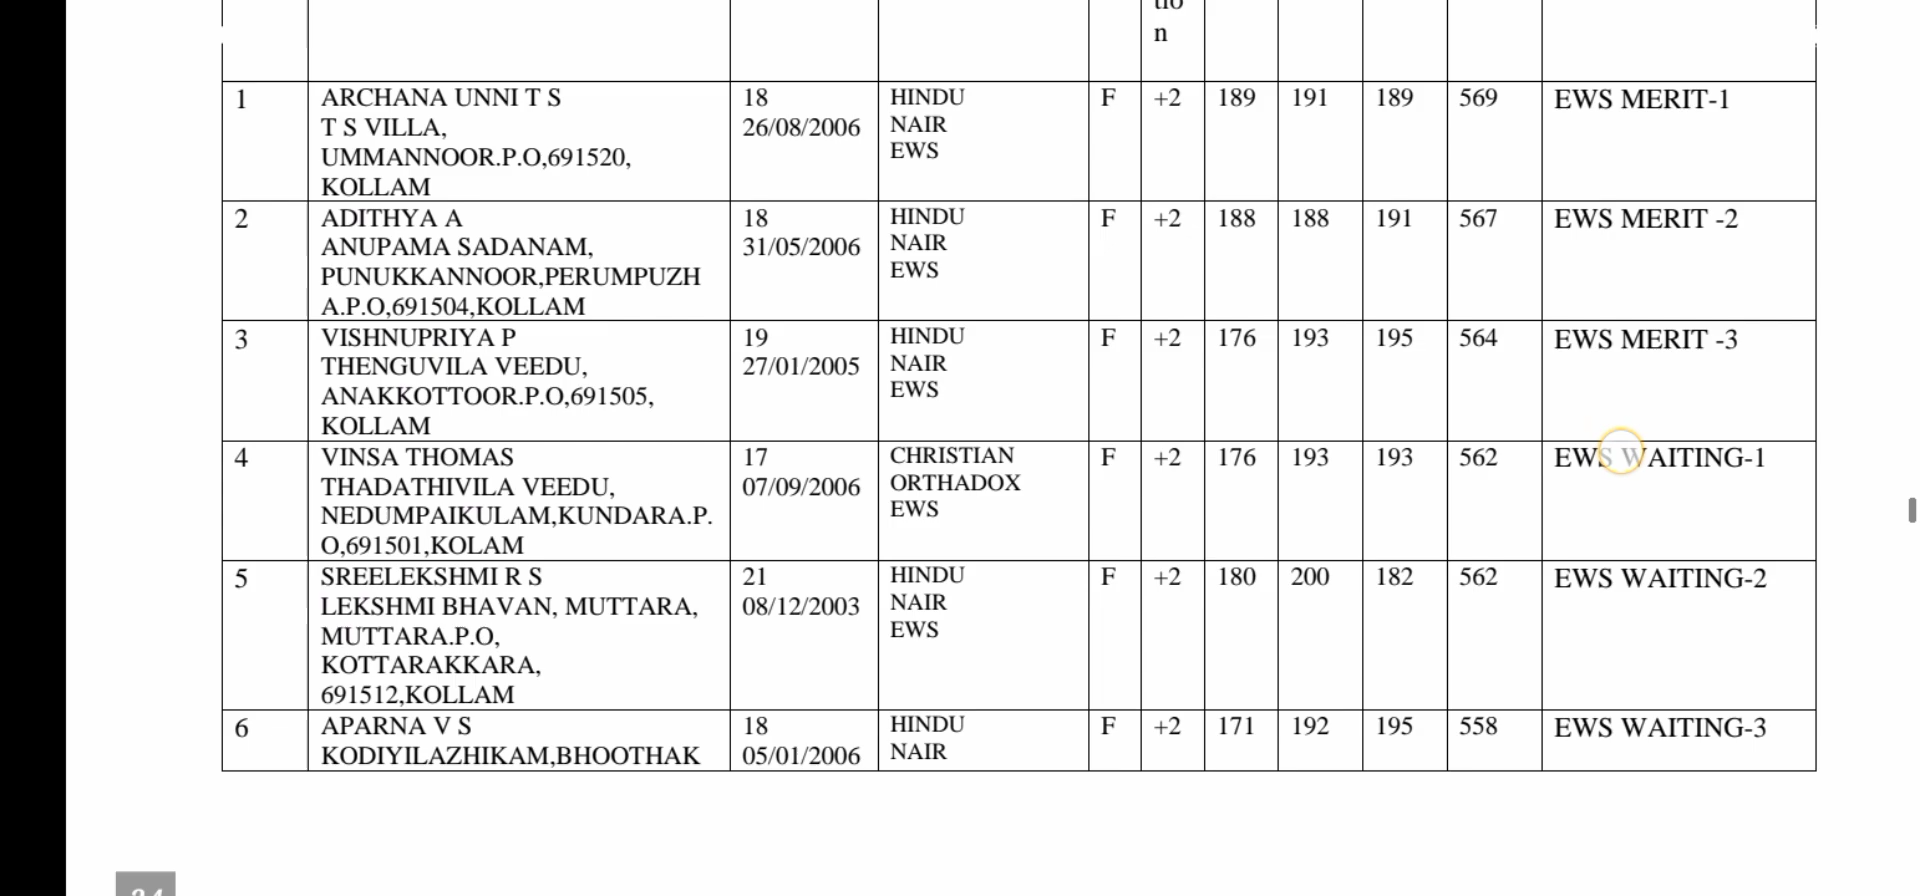 n
1 ARCHANA UNNI T S 18 HINDU F +2 189 191 189 569 EWS MERIT-1
T S VILLA, 26/08/2006 NAIR
UMMANNOOR.P.O,691520, EWS
KOLLAM
2 ADITHYA A 18 HINDU F +2 188 188 191 567 EWS MERIT -2
ANUPAMA SADANAM, 31/05/2006 NAIR
PUNUKKANNOOR,PERUMPUZH EWS
A.P.O,691504,KOLLAM
3 VISHNUPRIYA P 19 HINDU F +2 176 193 195 564 EWS MERIT -3
THENGUVILA VEEDU, 27/01/2005 NAIR
ANAKKOTTOOR.P.O,691505, EWS
KOLLAM
4 VINSA THOMAS 17 CHRISTIAN F +2 176 193 193 562 EWS WAITING-1
THADATHIVILA VEEDU, 07/09/2006 ORTHADOX
NEDUMPAIKULAM,KUNDARA.P. EWS
O,691501,KOLAM
5 SREELEKSHMI R S 21 HINDU F +2 180 200 182 562 EWS WAITING-2
LEKSHMI BHAVAN, MUTTARA, 08/12/2003 NAIR
MUTTARA.P.O, EWS
KOTTARAKKARA,
691512,KOLLAM
6 APARNA V S 18 HINDU F +2 171 192 195 558 EWS WAITING-3
KODIYILAZHIKAM,BHOOTHAK 05/01/2006 NAIR